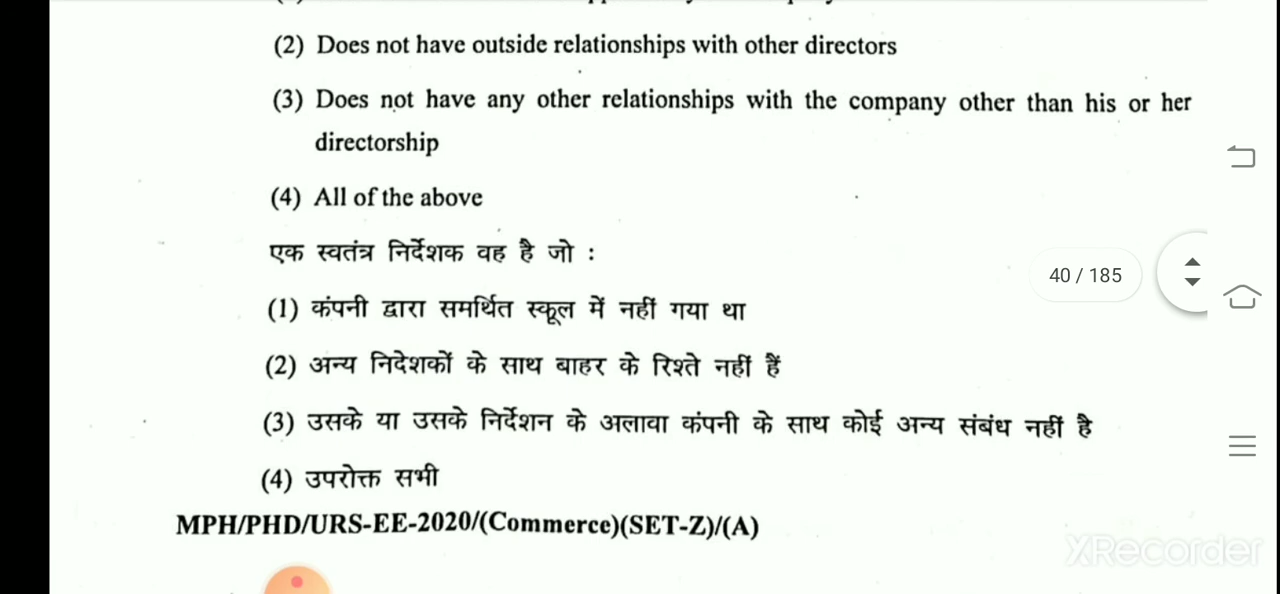 (2) Does not have outside relationships with other directors
(3) Does not have any other relationships with the company other than his or her
directorship
(4) All of the above
एक स्वतंत्र निर्देशक वह है जो :
(1) कंपनी द्वारा समर्थित स्कूल में नहीं गया था
(2) अन्य निदेशकों के साथ बाहर के रिश्ते नहीं हैं
(3) उसके या उसके निर्देशन के अलावा कंपनी के साथ कोई अन्य संबंध नहीं है
(4) उपरोक्त सभी
MPH/PHD/URS-EE-2020/(Commerce)(SET-Z)/(A)
40 / 185
XRecorder